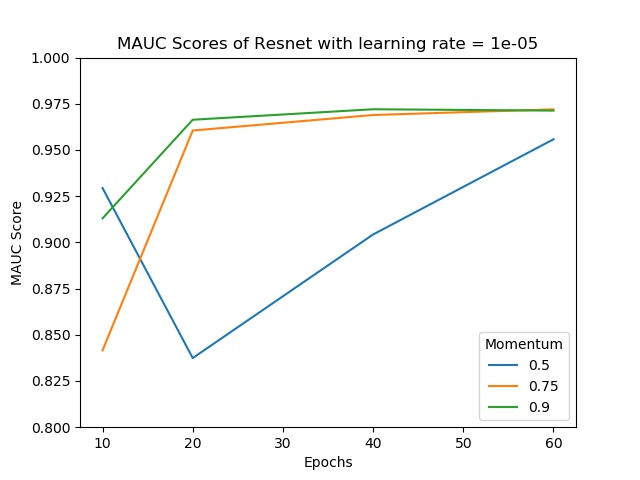 MAUC Scores of Resnet with learning rate = 1e-05
1.000
0.975
0.950
0.925
0.900
0.875
0.850
0.825
0.800
MAUC Score
Momentum
0.5
0.75
0.9
10 20 30 40 50 60
Epochs